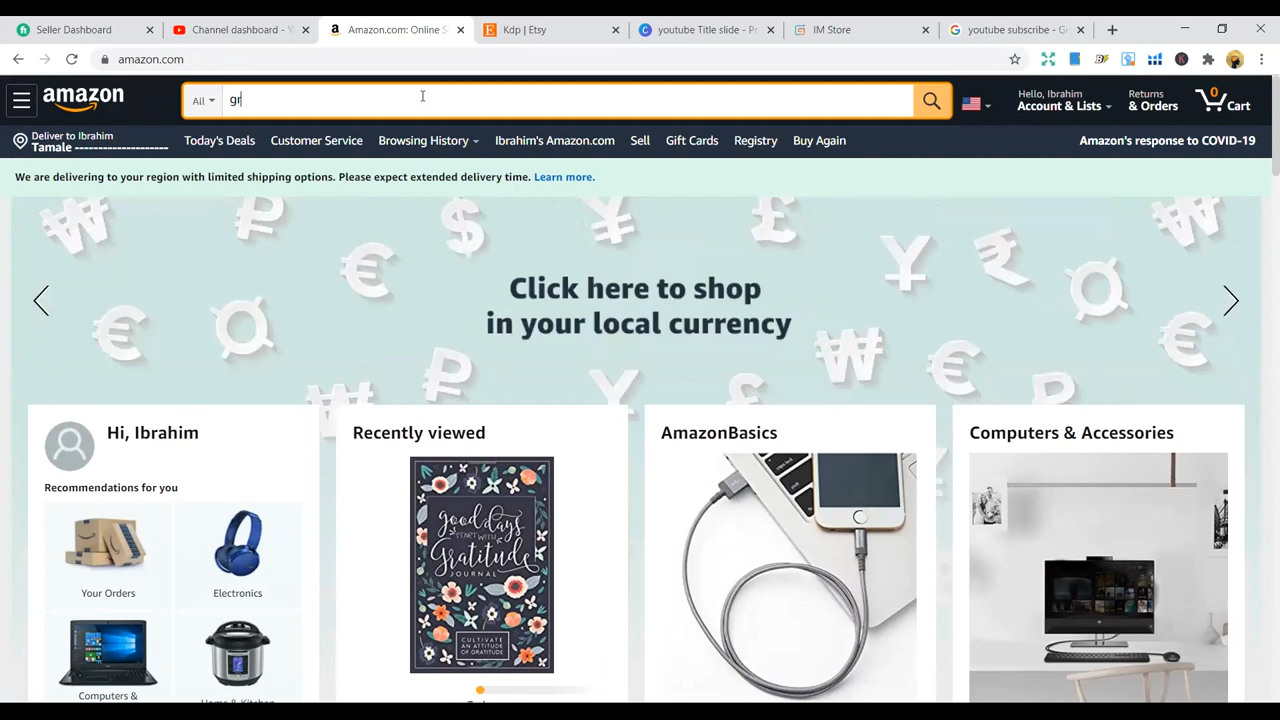 Seller Dashboard
Channel dashboard - Y
Amazon.com: Online S
Kdp | Etsy
youtube Title slide - Pr
IM Store
youtube subscribe - Go
amazon.com
amazon
All
gr
Hello, Ibrahim
Account & Lists
Returns
& Orders
0
Cart
Deliver to Ibrahim
Tamale --------------------
Today's Deals
Customer Service
Browsing History
Ibrahim's Amazon.com
Sell
Gift Cards
Registry
Buy Again
Amazon's response to COVID-19
We are delivering to your region with limited shipping options. Please expect extended delivery time. Learn more.
Click here to shop
in your local currency
Hi, Ibrahim
Recommendations for you
Your Orders
Electronics
Computers &
Recently viewed
good days
START WITH
Gratitude
JOURNAL
CULTIVATE
AN ATTITUDE
OF GRATITUDE
AmazonBasics
Computers & Accessories